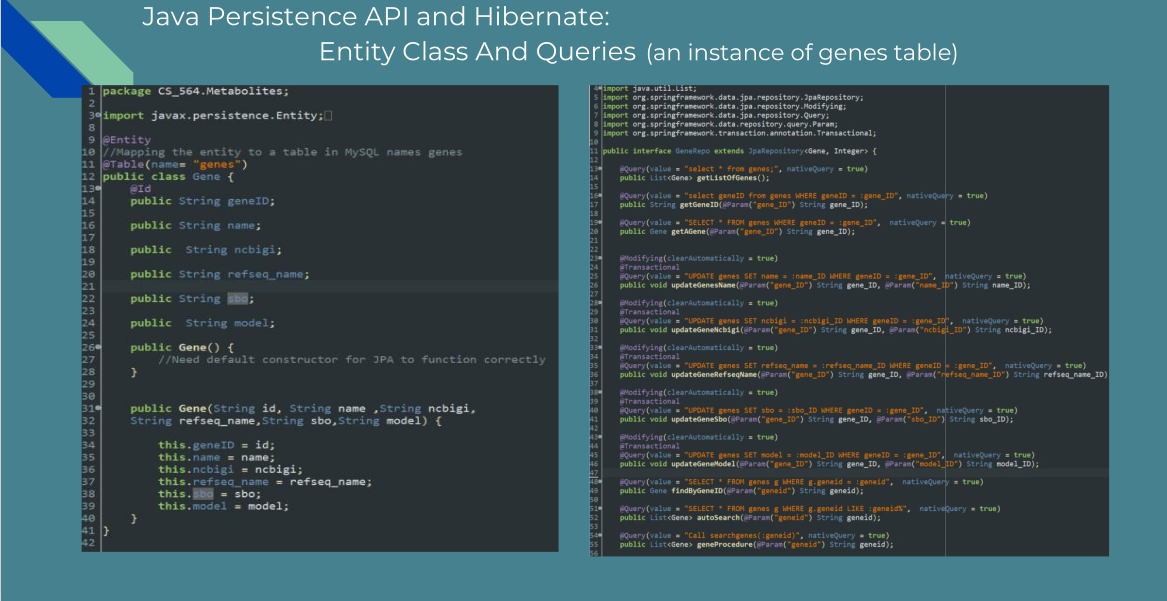 Java Persistence API and Hibernate:
Entity Class And Queries (an instance of genes table)
1 package CS_564.Metabolites;
2
3 import javax.persistence.Entity;
8
9 @Entity
10 //Mapping the entity to a table in MySQL names genes
11 @Table(name= "genes")
12 public class Gene {
13 @Id
14 public String geneID;
15
16 public String name;
17
18 public  String ncbigi;
19
20 public String refseq_name;
21
22 public String sbo;
23
24 public  String model;
25
26 public Gene() {
27 //Need default constructor for JPA to function correctly
28 }
29
30
31 public Gene(String id, String name ,String ncbigi,
32 String refseq_name,String sbo,String model) {
33
34 this.geneID = id;
35 this.name = name;
36 this.ncbigi = ncbigi;
37 this.refseq_name = refseq_name;
38 this.sbo = sbo;
39 this.model = model;
40 }
41 }
42
4 import java.util.List;
5 import org.springframework.data.jpa.repository.JpaRepository;
6 import org.springframework.data.jpa.repository.Modifying;
7 import org.springframework.data.jpa.repository.Query;
8 import org.springframework.data.repository.query.Param;
9 import org.springframework.transaction.annotation.Transactional;
10
11 public interface GeneRepo extends JpaRepository<Gene, Integer> {
12
13 @Query(value = "select * from genes;", nativeQuery = true)
14 public List<Gene> getListOfGenes();
15
16 @Query(value = "select geneID from genes WHERE geneID = :gene_ID", nativeQuery = true)
17 public String getGeneID(@Param("gene_ID") String gene_ID);
18
19 @Query(value = "SELECT * FROM genes WHERE geneID = :gene_ID",  nativeQuery = true)
20 public Gene getAGene(@Param("gene_ID") String gene_ID);
21
22
23 @Modifying(clearAutomatically = true)
24 @Transactional
25 @Query(value = "UPDATE genes SET name = :name_ID WHERE geneID = :gene_ID",  nativeQuery = true)
26 public void updateGenesName(@Param("gene_ID") String gene_ID, @Param("name_ID") String name_ID);
27
28 @Modifying(clearAutomatically = true)
29 @Transactional
30 @Query(value = "UPDATE genes SET ncbigi = :ncbigi_ID WHERE geneID = :gene_ID",  nativeQuery = true)
31 public void updateGeneNcbigi(@Param("gene_ID") String gene_ID, @Param("ncbigi_ID") String ncbigi_ID);
32
33 @Modifying(clearAutomatically = true)
34 @Transactional
35 @Query(value = "UPDATE genes SET refseq_name = :refseq_name_ID WHERE geneID = :gene_ID",  nativeQuery = true)
36 public void updateGeneRefseqName(@Param("gene_ID") String gene_ID, @Param("refseq_name_ID") String refseq_name_ID)
37
38 @Modifying(clearAutomatically = true)
39 @Transactional
40 @Query(value = "UPDATE genes SET sbo = :sbo_ID WHERE geneID = :gene_ID",  nativeQuery = true)
41 public void updateGeneSbo(@Param("gene_ID") String gene_ID, @Param("sbo_ID") String sbo_ID);
42
43 @Modifying(clearAutomatically = true)
44 @Transactional
45 @Query(value = "UPDATE genes SET model = :model_ID WHERE geneID = :gene_ID",  nativeQuery = true)
46 public void updateGeneModel(@Param("gene_ID") String gene_ID, @Param("model_ID") String model_ID);
47
48 @Query(value = "SELECT * FROM genes g WHERE g.geneid = :geneid",  nativeQuery = true)
49 public Gene findByGeneID(@Param("geneid") String geneid);
50
51 @Query(value = "SELECT * FROM genes g WHERE g.geneid LIKE :geneid%",  nativeQuery = true)
52 public List<Gene> autoSearch(@Param("geneid") String geneid);
53
54 @Query(value = "Call searchgenes(:geneid)", nativeQuery = true)
55 public List<Gene> geneProcedure(@Param("geneid") String geneid);
56